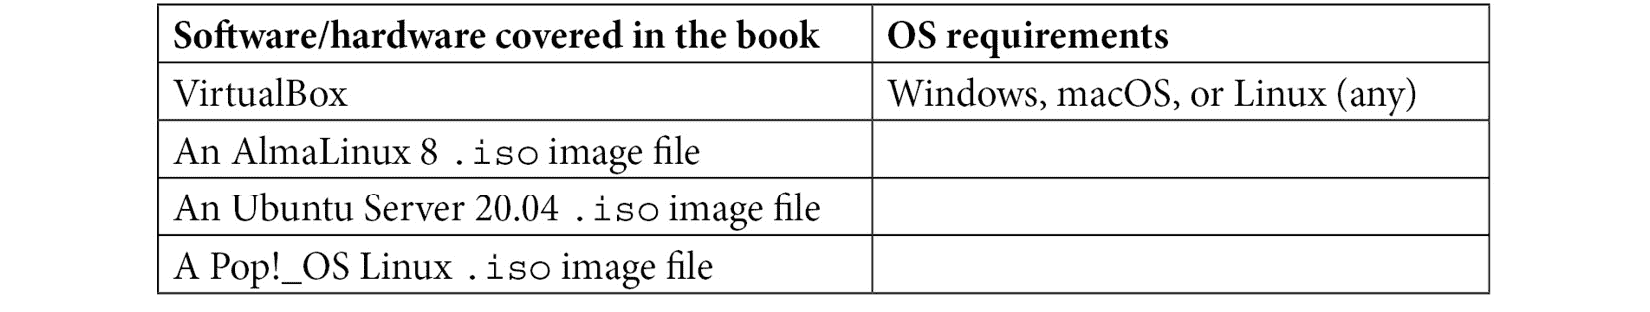 Software/hardware covered in the book OS requirements
VirtualBox Windows, macOS, or Linux (any)
An AlmaLinux 8 .iso image file
An Ubuntu Server 20.04 .iso image file
A Pop!_OS Linux .iso image file